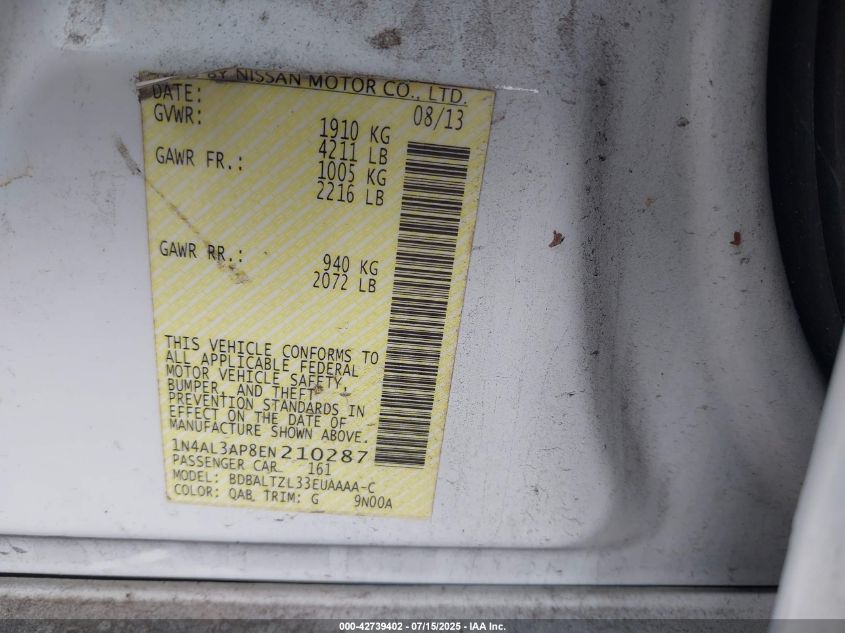 BY NISSAN MOTOR CO., LTD.
DATE: 08/13
GVWR: 1910 KG
4211 LB
GAWR FR.: 1005 KG
2216 LB
GAWR RR.: 940 KG
2072 LB
THIS VEHICLE CONFORMS TO
ALL APPLICABLE FEDERAL
MOTOR VEHICLE SAFETY,
BUMPER, AND THEFT
PREVENTION STANDARDS IN
EFFECT ON THE DATE OF
MANUFACTURE SHOWN ABOVE.
1N4AL3AP8EN210287
PASSENGER CAR 161
MODEL: BDBALTZL33EUAAAA-C
COLOR: QAB TRIM: G 9N00A
000-42739402 - 07/15/2025 - IAA Inc.